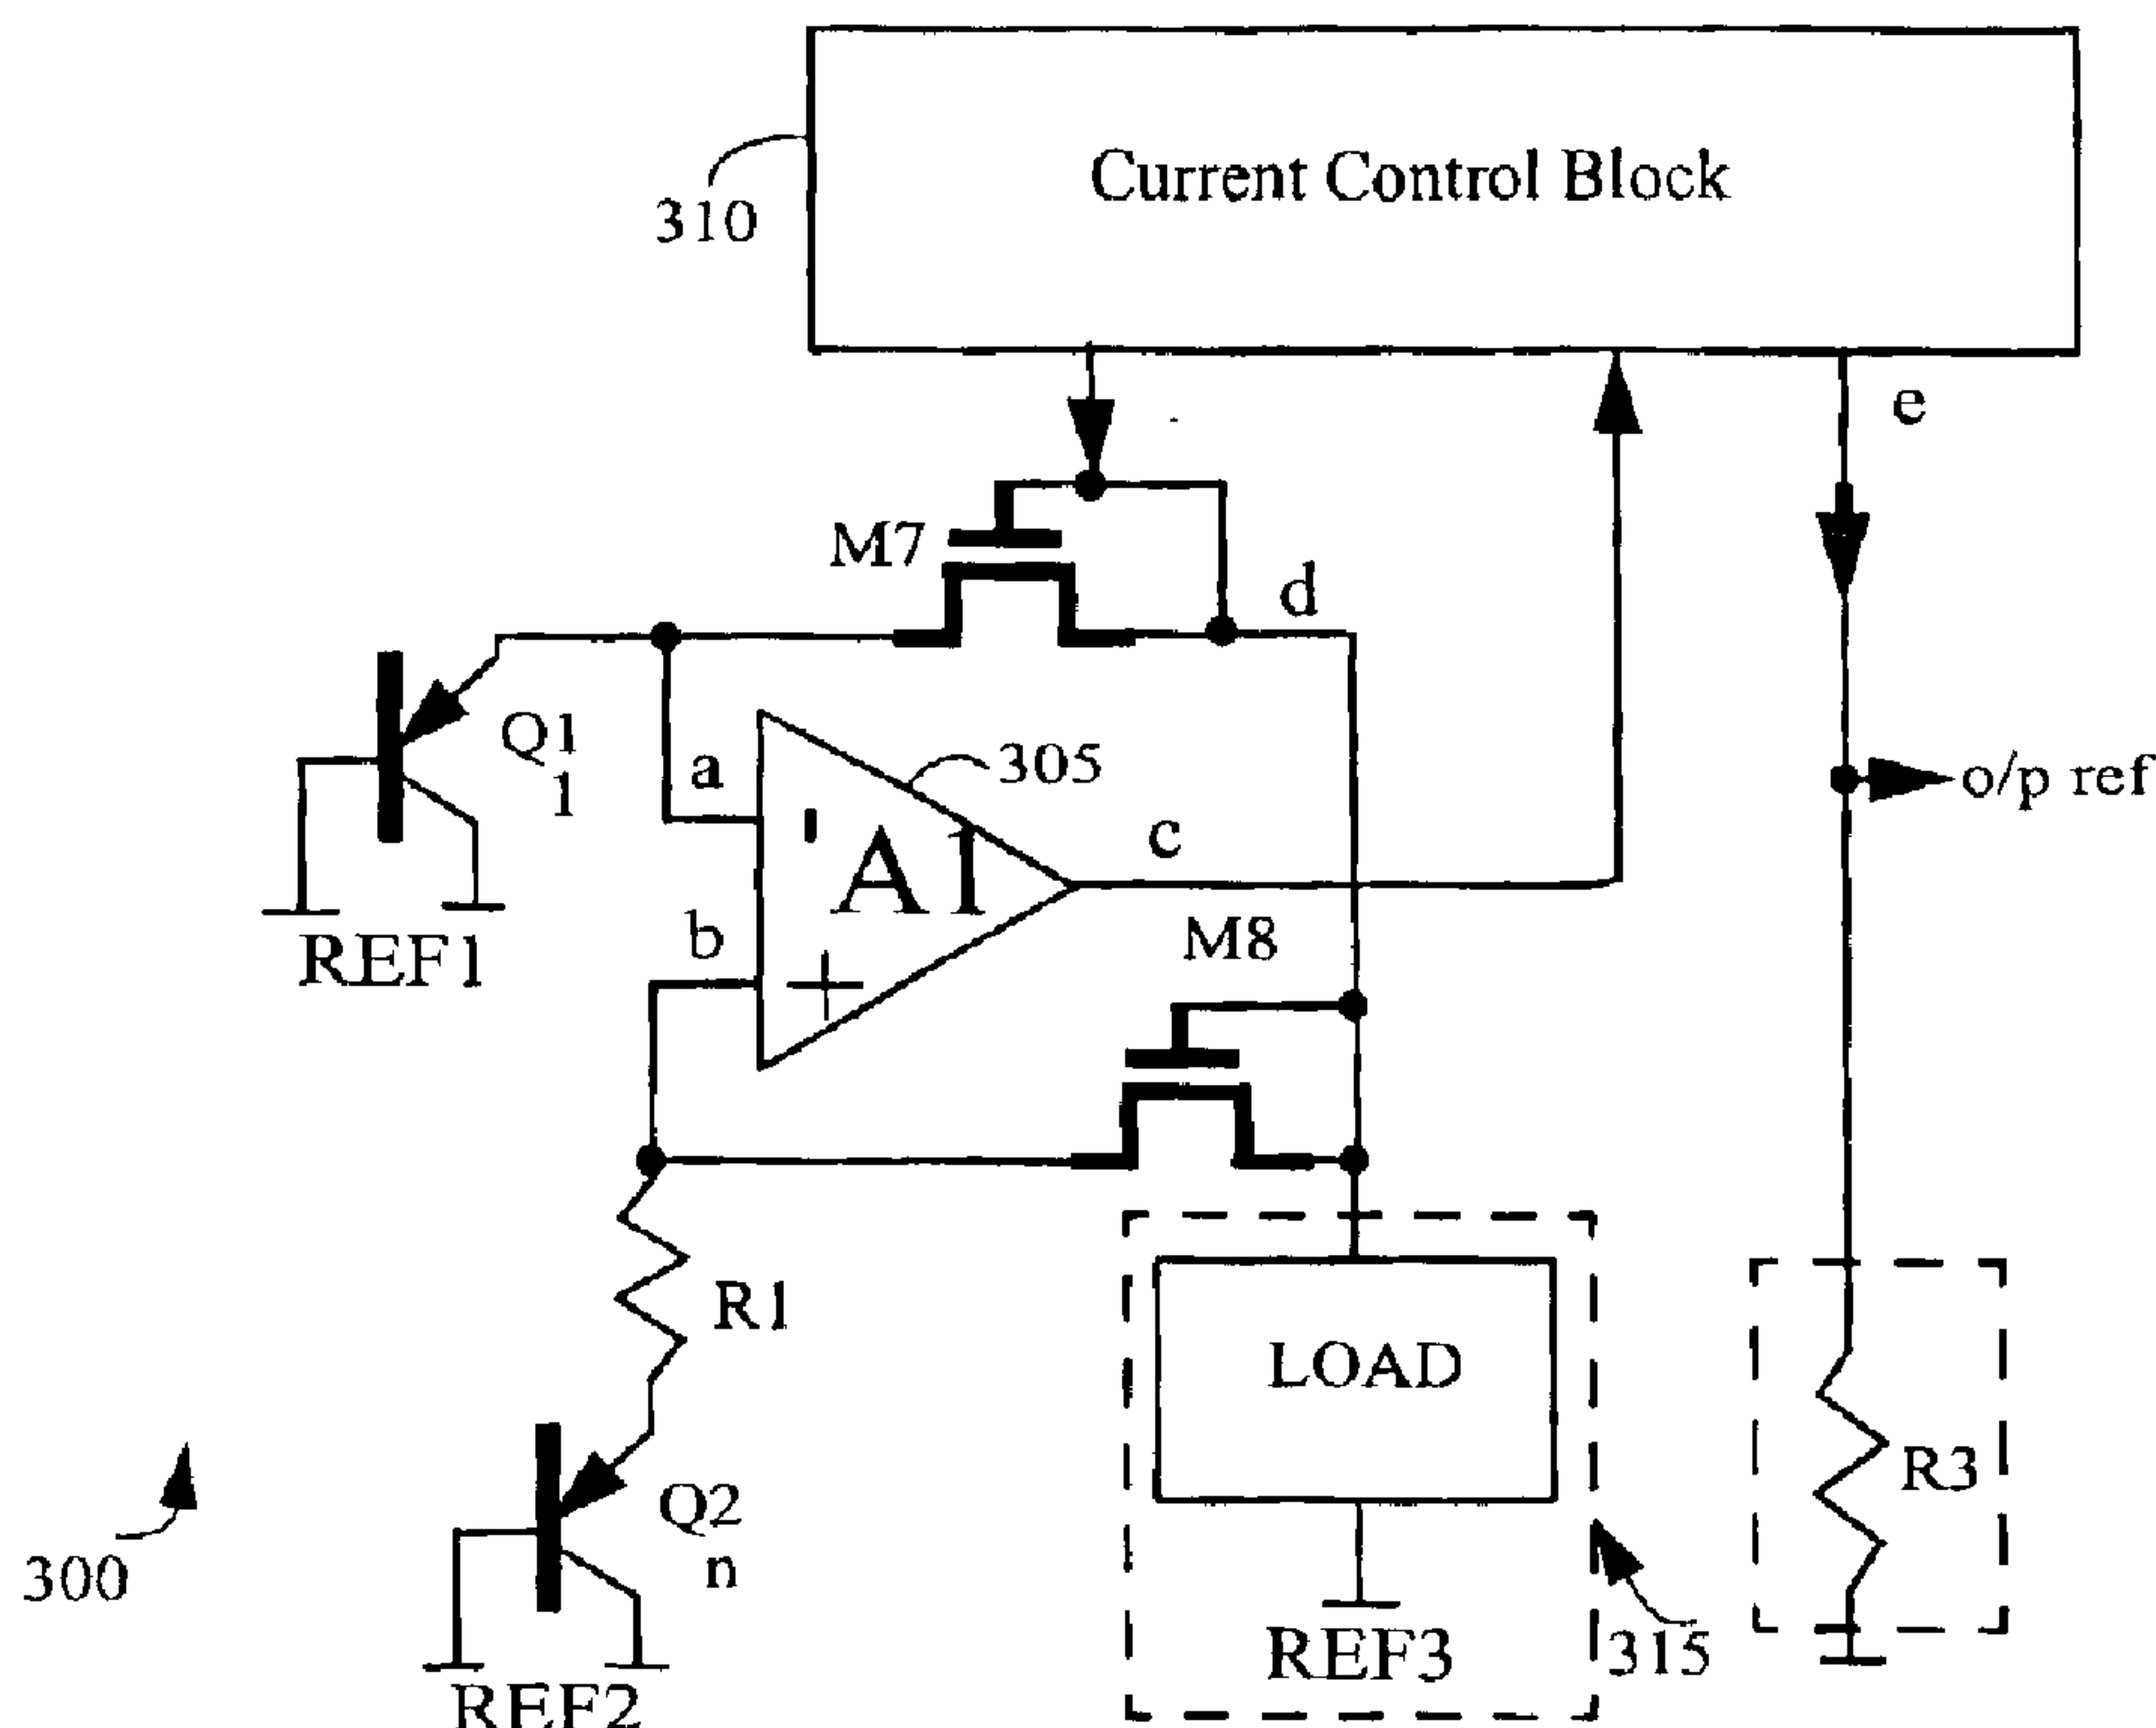 Current Control Block
310
e
M7
d
Q1
1
a
305
o/p ref
A1
c
b
M8
REF1
R1
LOAD
R3
Q2
n
300
REF3
315
REF2